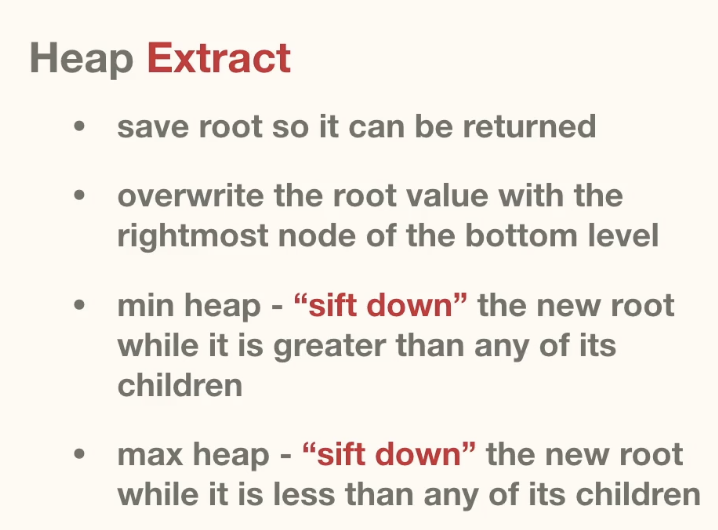 Heap Extract
• save root so it can be returned
• overwrite the root value with the
rightmost node of the bottom level
• min heap - “sift down” the new root
while it is greater than any of its
children
• max heap - “sift down” the new root
while it is less than any of its children